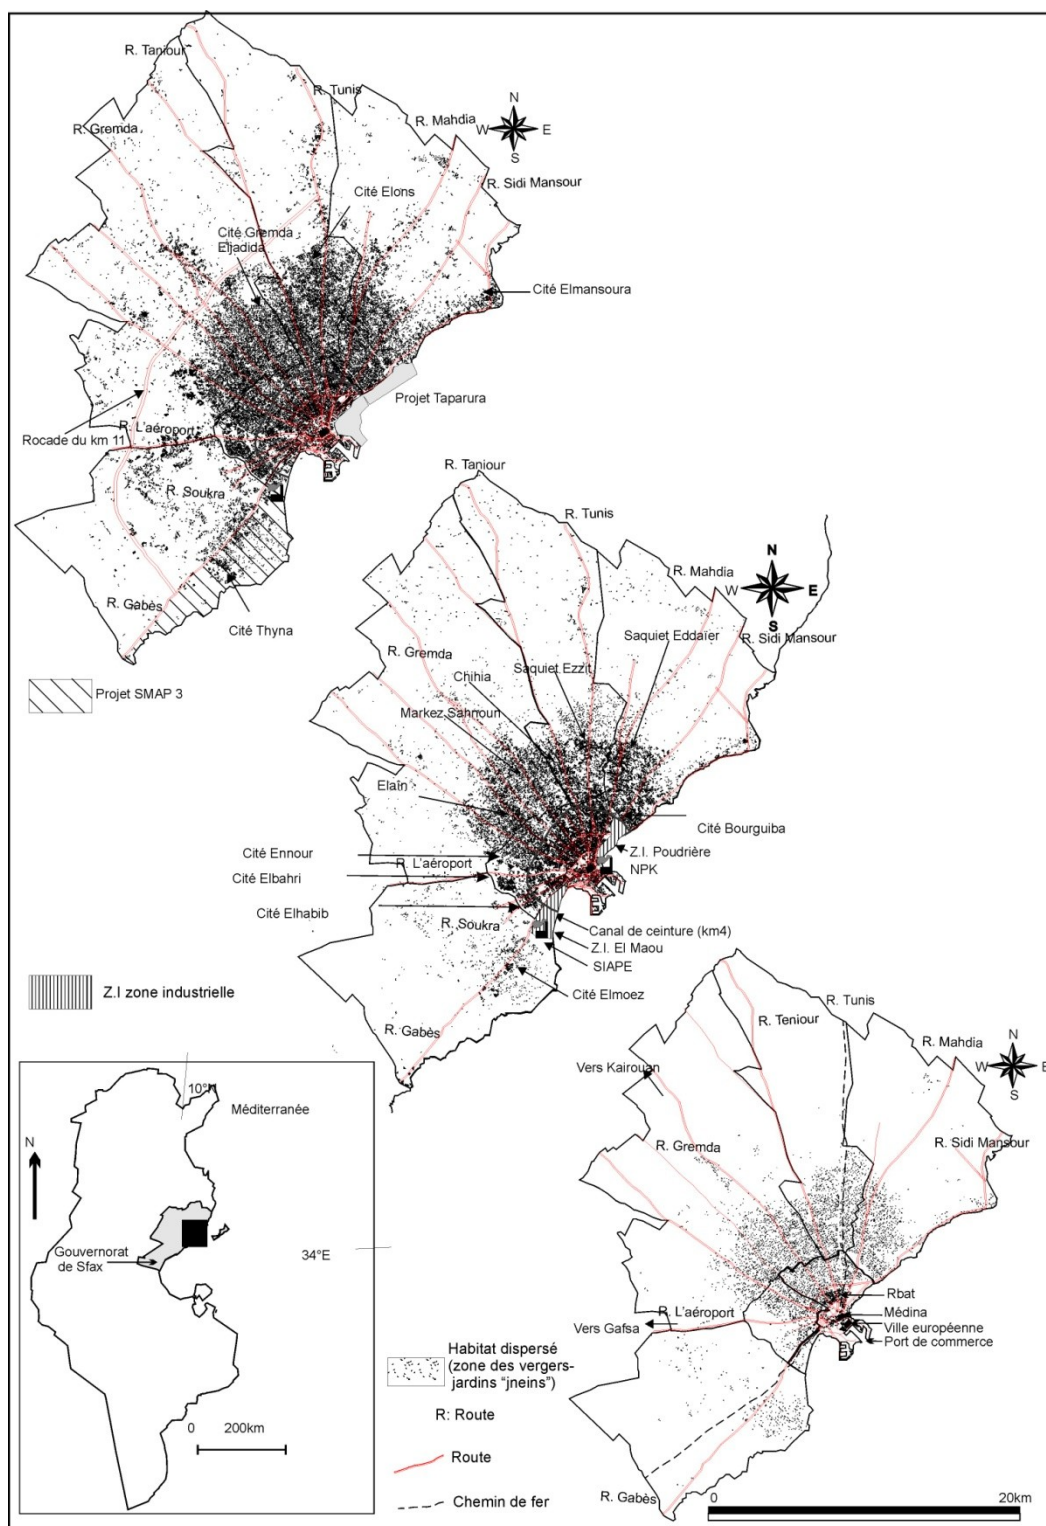 R. Taniour
R. Tunis
R. Gremda
R. Mahdia
N
W
E
S
R. Sidi Mansour
Cité Elons
Cité Gremda
Eljadida
Cité Elmansoura
Projet Taparura
Rocade du km 11
R. L'aéroport
R. Soukra
R. Gabès
Cité Thyna
Projet SMAP 3
R. Taniour
R. Tunis
R. Mahdia
N
W
E
S
R. Sidi Mansour
Saquiet Eddaïer
R. Gremda
Saquiet Ezzit
Chihia
Markez Sahnoun
Elain
Cité Bourguiba
Z.I. Poudrière
NPK
Cité Ennour
R. L'aéroport
Cité Elbahri
Cité Elhabib
R. Soukra
Canal de ceinture (km4)
Z.I. El Maou
SIAPE
Cité Elmoez
R. Gabès
Z.I zone industrielle
R. Tunis
R. Teniour
R. Mahdia
N
W
E
S
Vers Kairouan
R. Gremda
R. Sidi Mansour
Rbat
Médina
Ville européenne
Port de commerce
R. L'aéroport
Vers Gafsa
R. Gabès
10°N
Méditerranée
N
34°E
Gouvernorat
de Sfax
0 200km
Habitat dispersé
(zone des vergers-
jardins "jneins")
R: Route
Route
Chemin de fer
0 20km